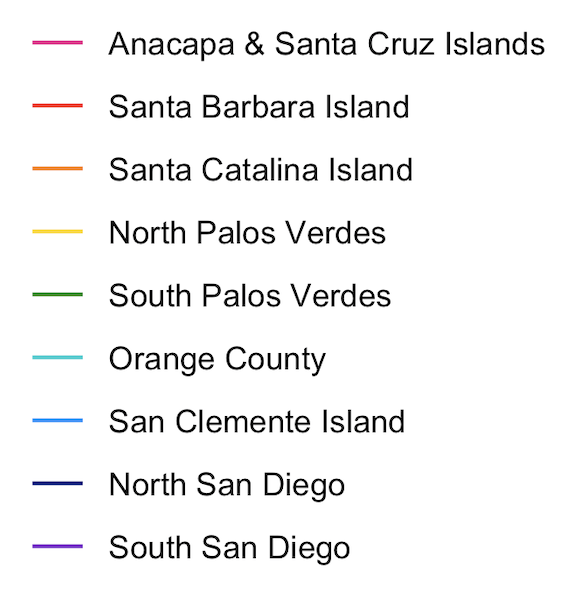 Anacapa & Santa Cruz Islands
Santa Barbara Island
Santa Catalina Island
North Palos Verdes
South Palos Verdes
Orange County
San Clemente Island
North San Diego
South San Diego